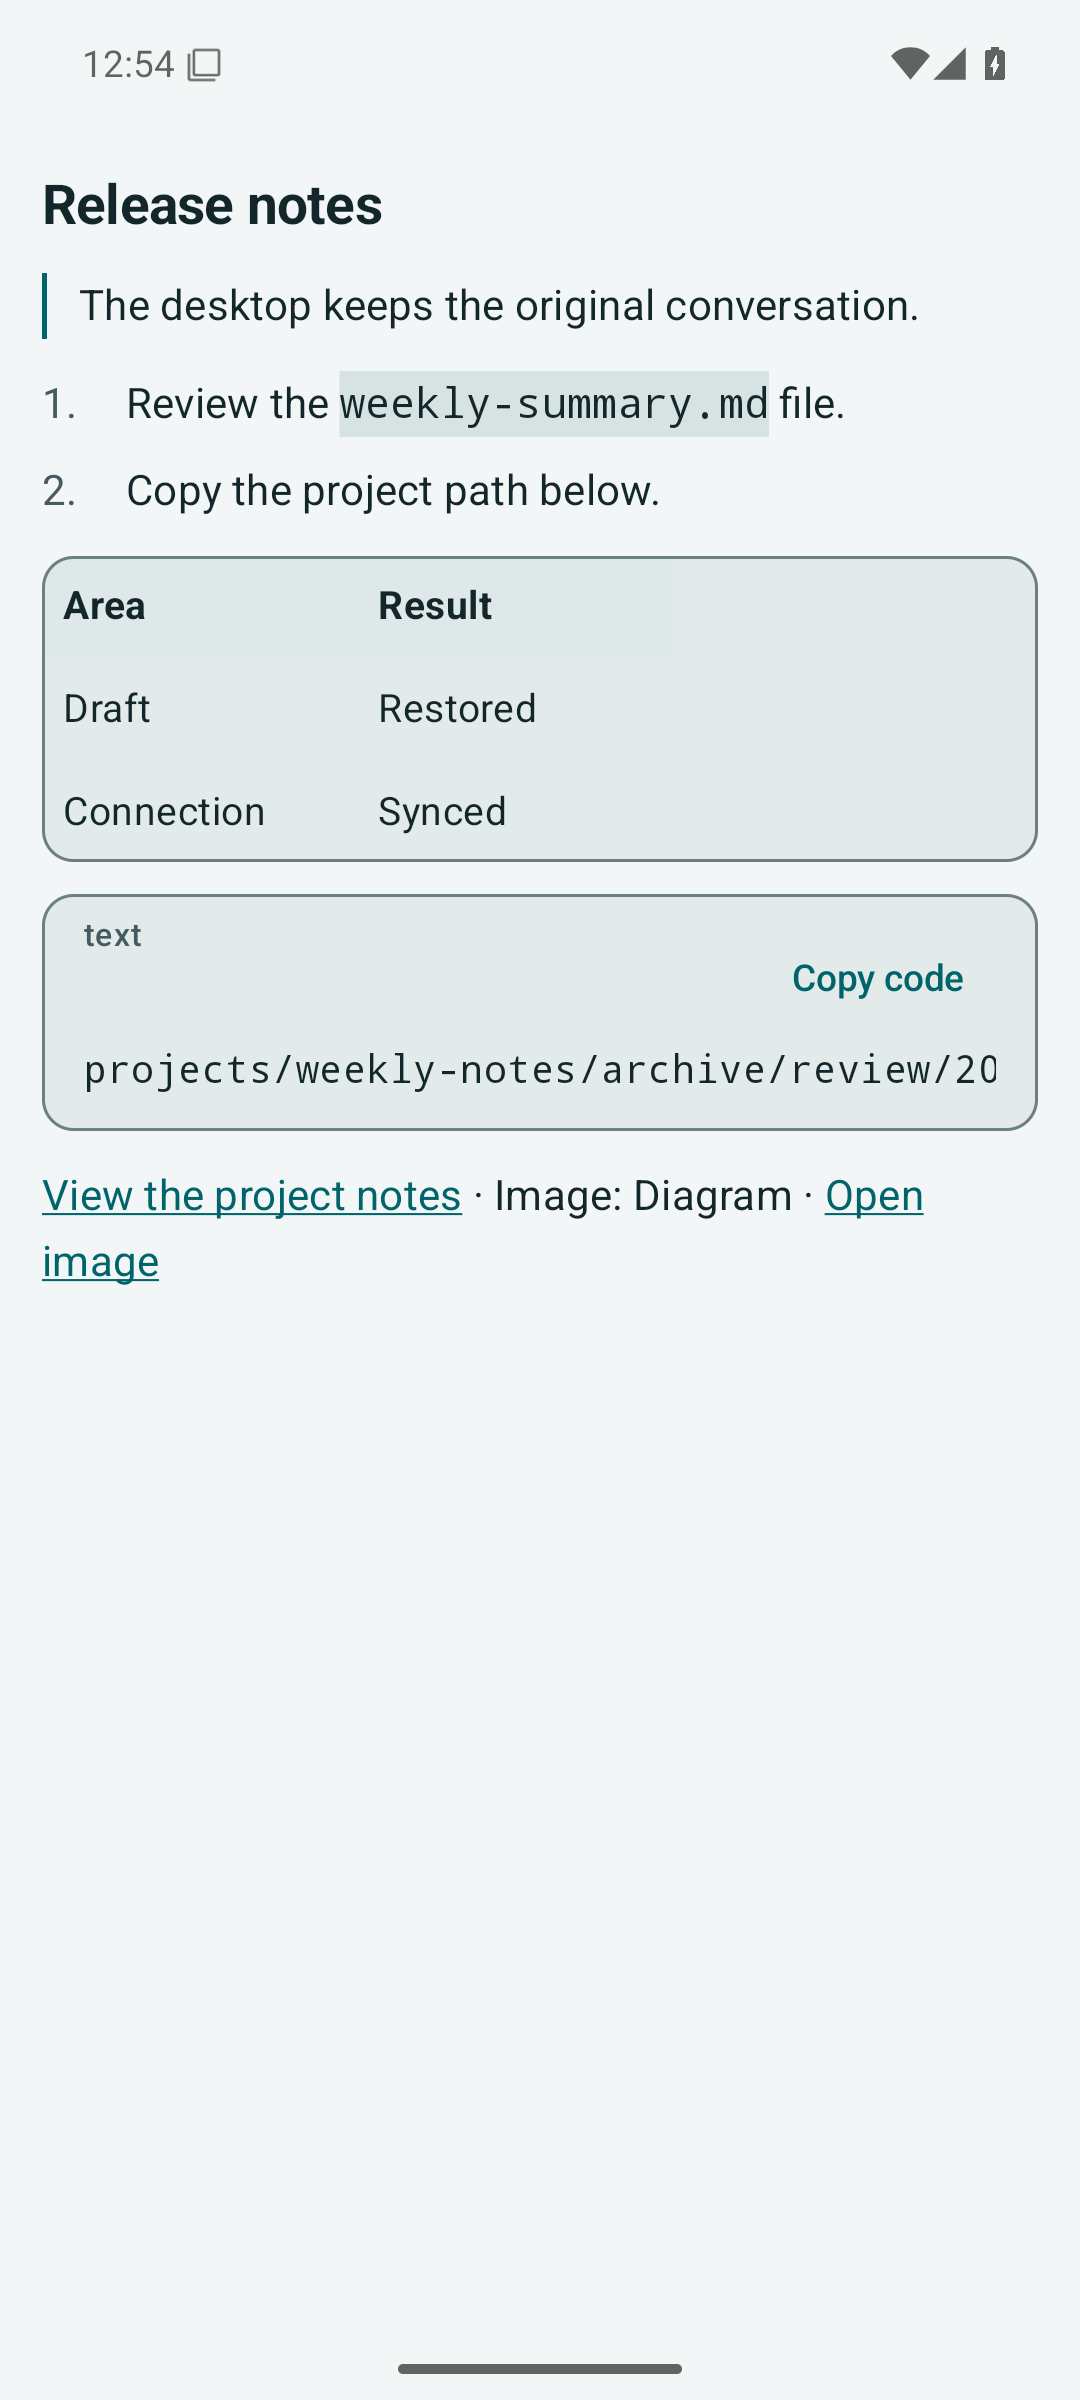 12:54
Release notes
The desktop keeps the original conversation.
1. Review the weekly-summary.md file.
2. Copy the project path below.
Area Result
Draft Restored
Connection Synced
text
Copy code
projects/weekly-notes/archive/review/20
View the project notes · Image: Diagram · Open
image